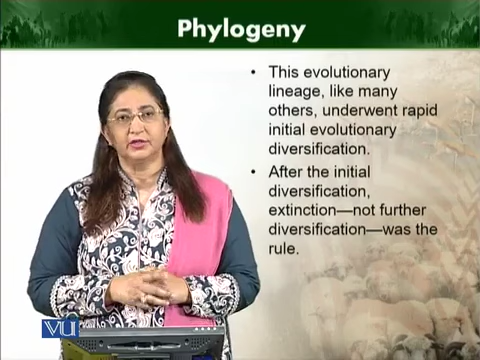 Phylogeny
• This evolutionary
lineage, like many
others, underwent rapid
initial evolutionary
diversification.
• After the initial
diversification,
extinction—not further
diversification—was the
rule.
VU